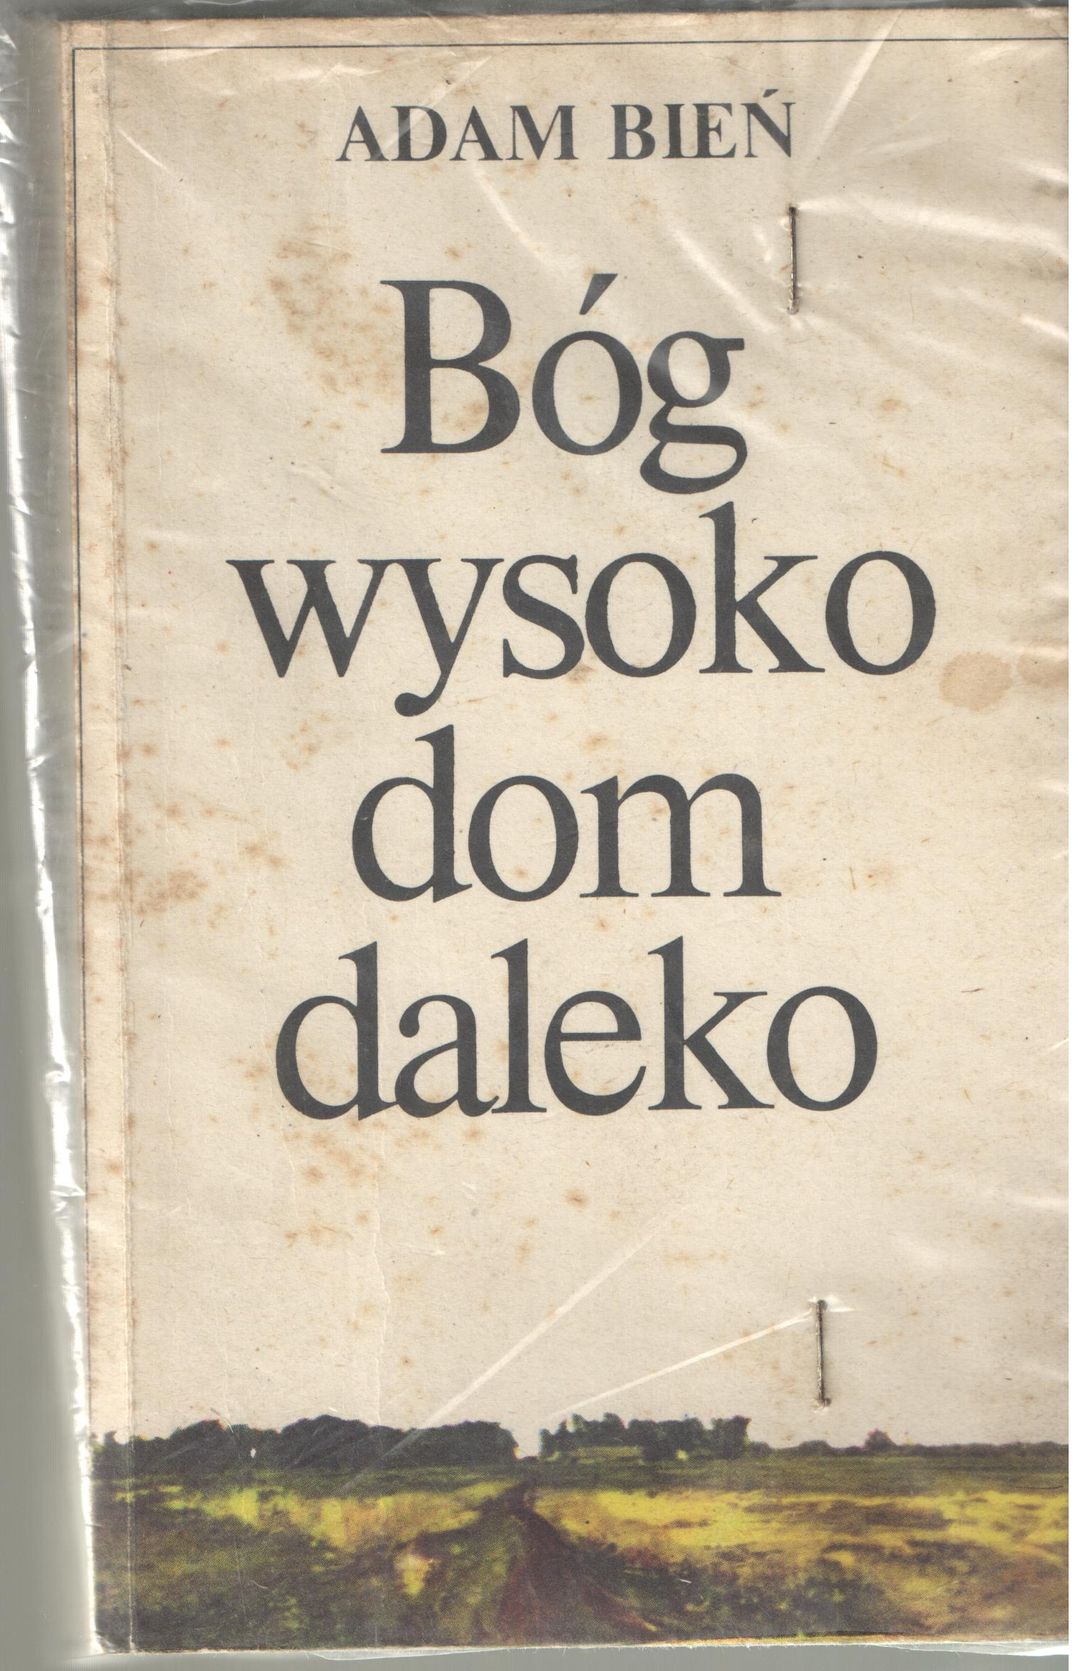 ADAM BIEŃ
Bóg
wysoko
dom
daleko